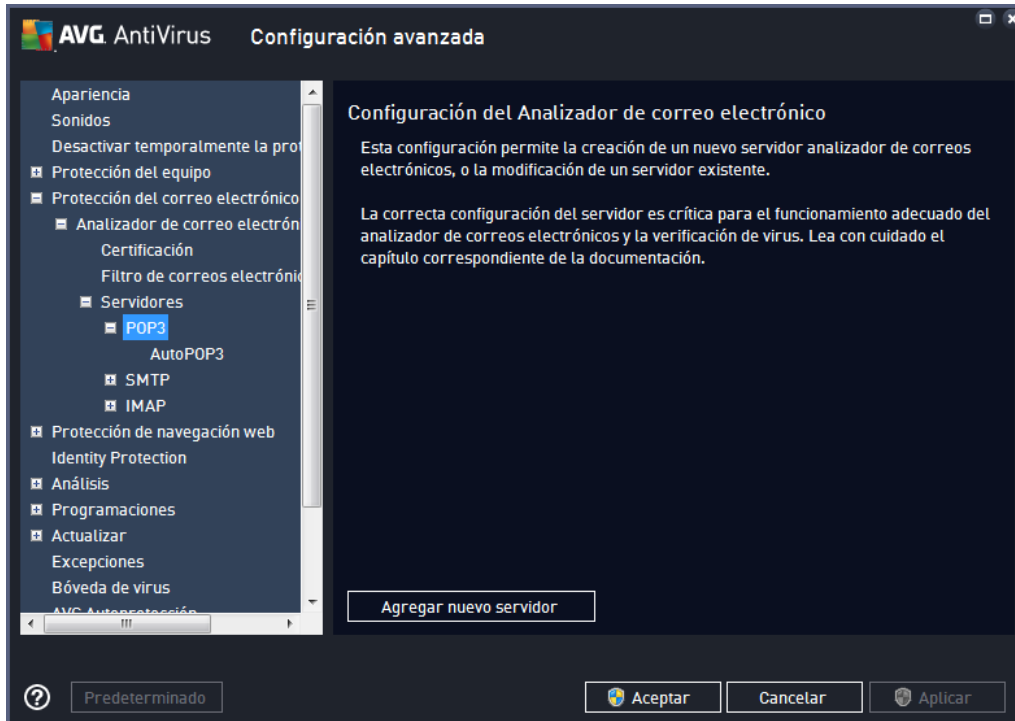 AVG. AntiVirus Configuración avanzada
Apariencia
Sonidos
Desactivar temporalmente la
Protección del equipo
Protección del correo electrónico
Analizador de correo
Certificación
Filtro de correos
Servidores
POP3
AutoPOP3
SMTP
IMAP
Protección de navegación web
Identity Protection
Análisis
Programaciones
Actualizar
Excepciones
Bóveda de virus
AVG Autoprotección
Configuración del Analizador de correo electrónico
Esta configuración permite la creación de un nuevo servidor analizador de correos
electrónicos, o la modificación de un servidor existente.
La correcta configuración del servidor es crítica para el funcionamiento adecuado del
analizador de correos electrónicos y la verificación de virus. Lea con cuidado el
capítulo correspondiente de la documentación.
Agregar nuevo servidor
Predeterminado
Aceptar
Cancelar
Aplicar